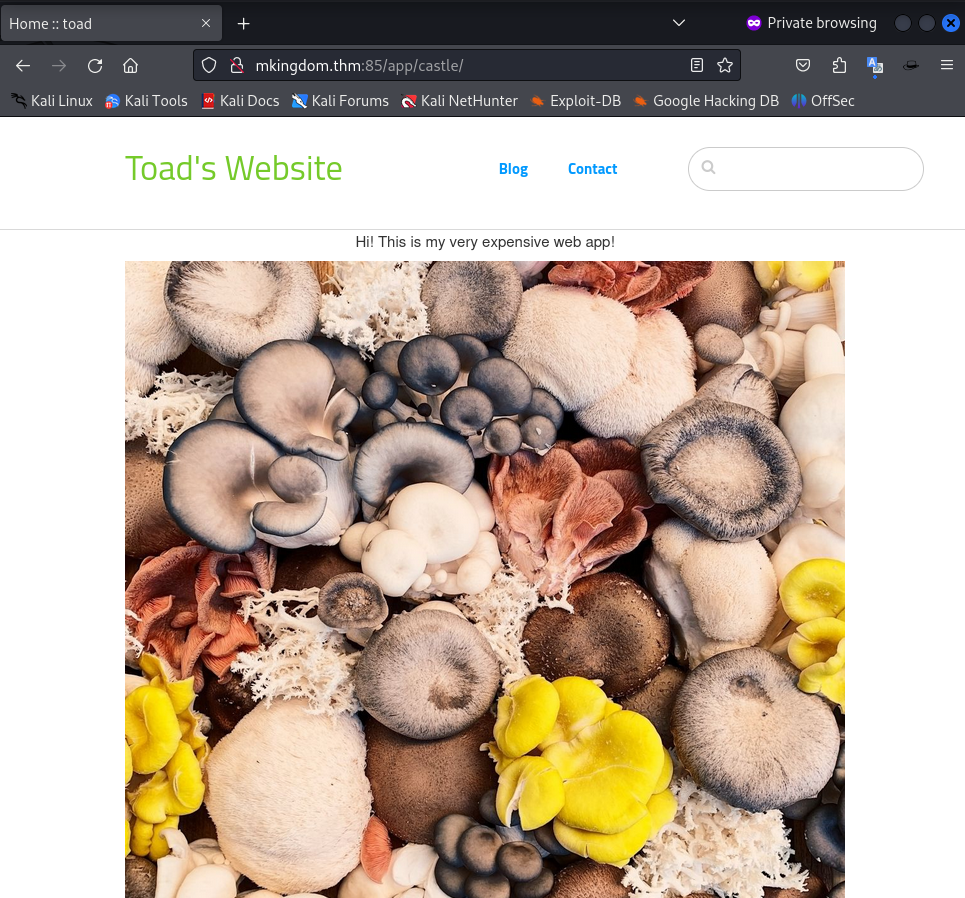 Home :: toad
Private browsing
mkingdom.thm:85/app/castle/
Kali Linux Kali Tools Kali Docs Kali Forums Kali NetHunter Exploit-DB Google Hacking DB OffSec
Toad's Website Blog Contact
Hi! This is my very expensive web app!